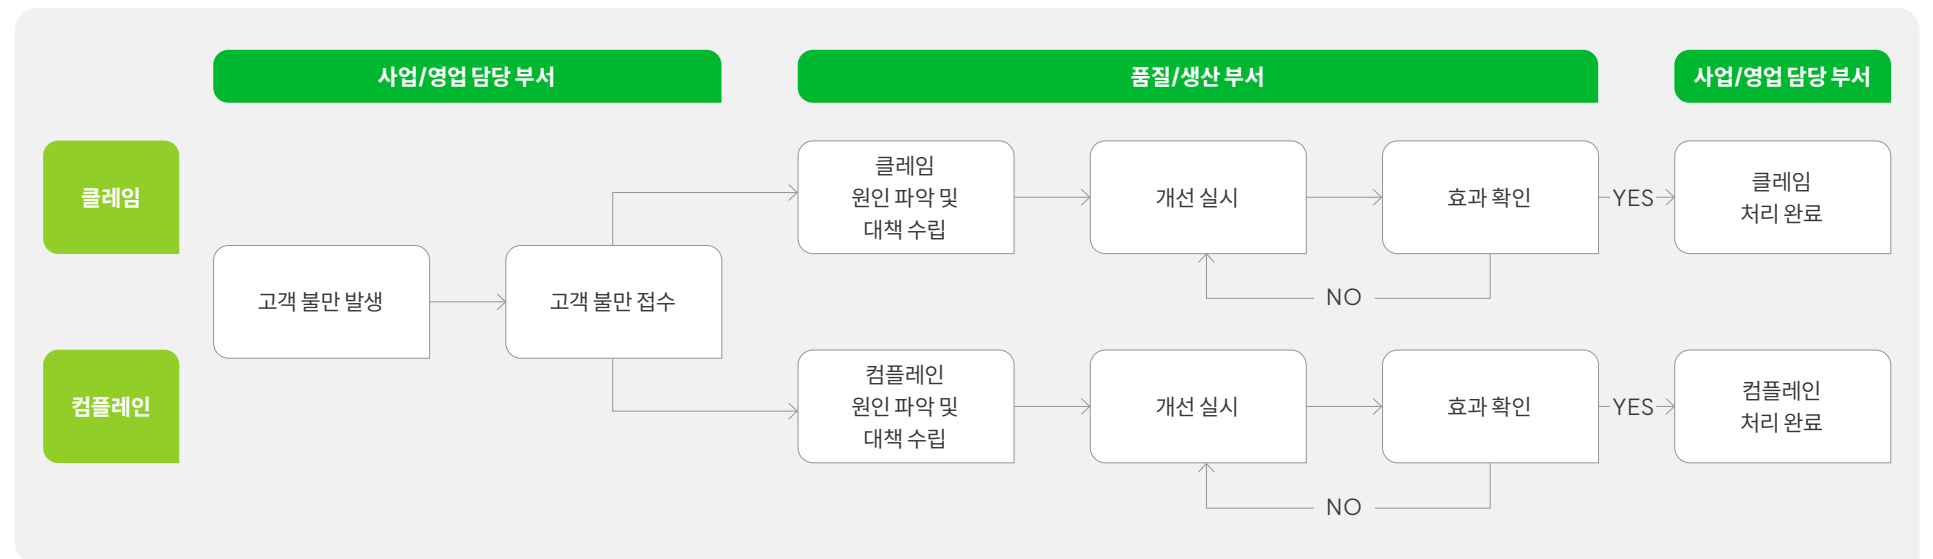 사업/영업 담당 부서
품질/생산 부서
사업/영업 담당 부서
클레임
고객 불만 발생
고객 불만 접수
클레임
원인 파악 및
대책 수립
개선 실시
효과 확인
YES
클레임
처리 완료
NO
컴플레인
컴플레인
원인 파악 및
대책 수립
개선 실시
효과 확인
YES
컴플레인
처리 완료
NO